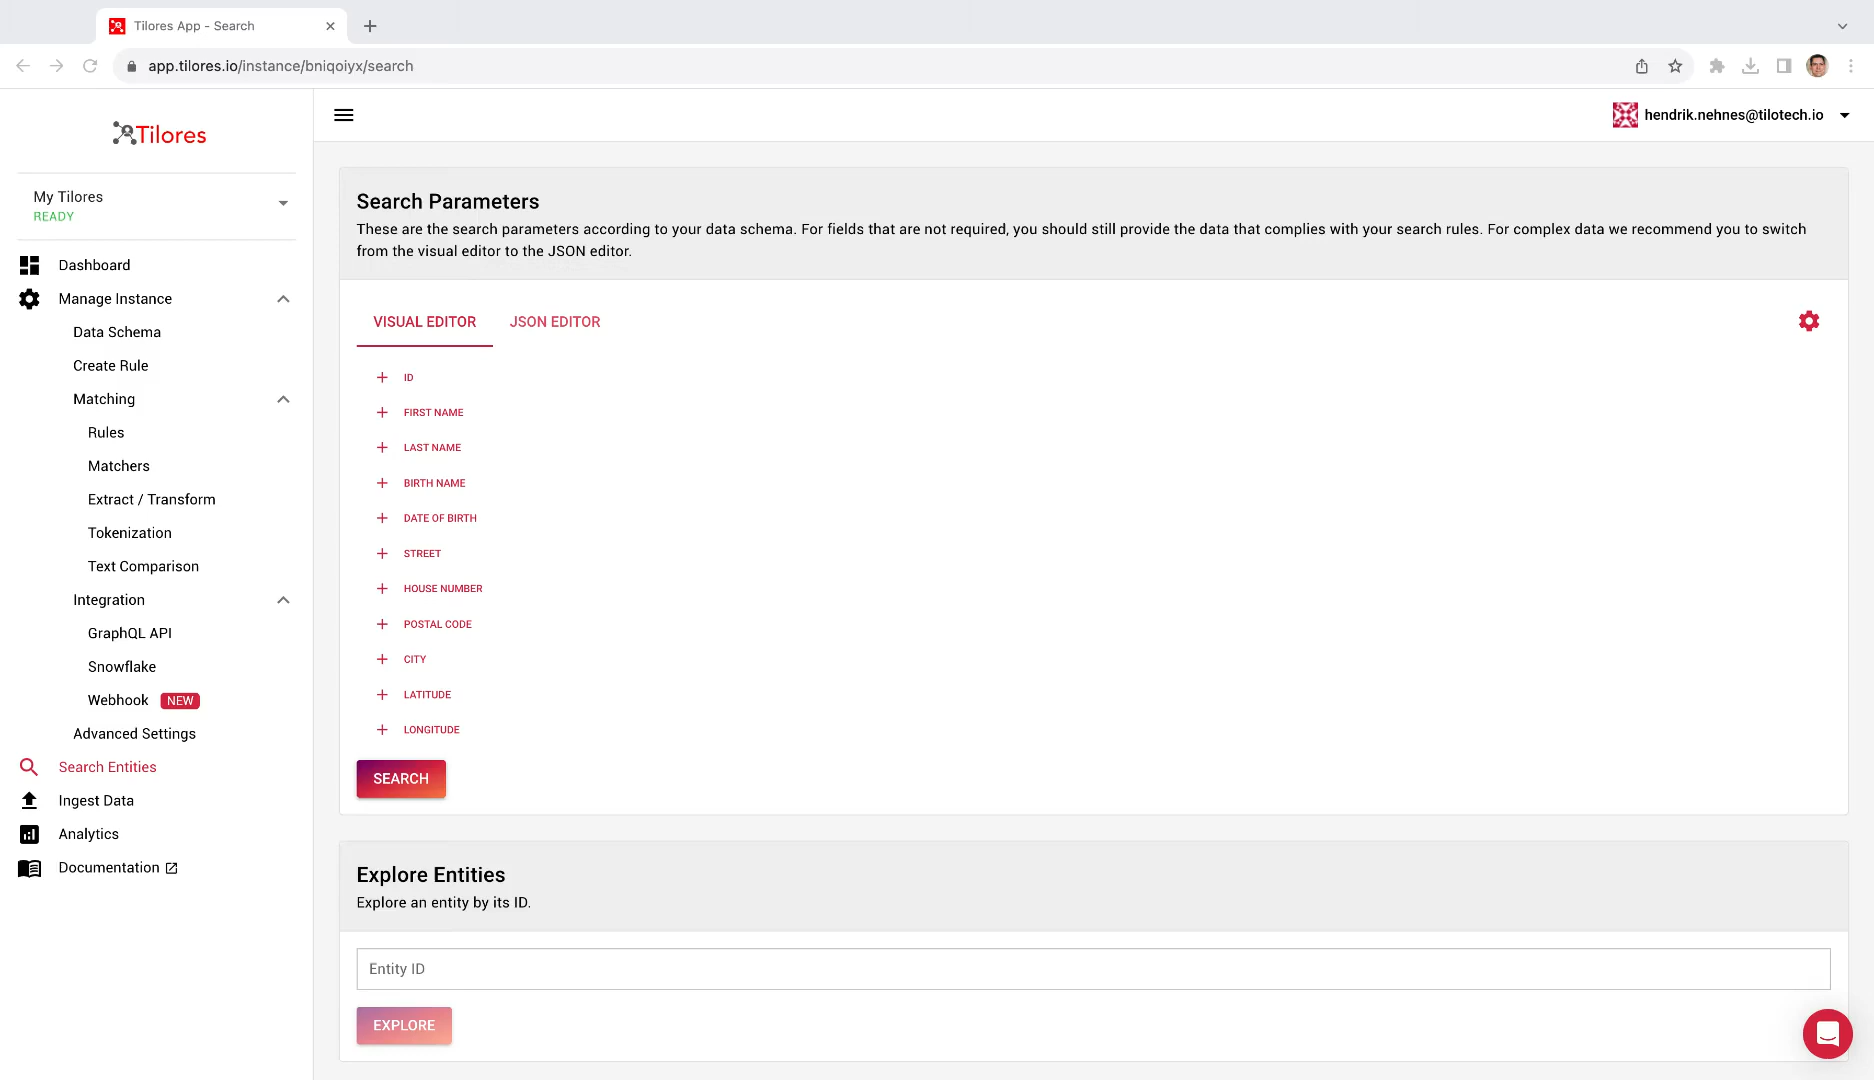 Tilores App - Search
app.tilores.io/instance/bniqoiyx/search
Tilores
hendrik.nehnes@tilotech.io
My Tilores
READY
Dashboard
Manage Instance
Data Schema
Create Rule
Matching
Rules
Matchers
Extract / Transform
Tokenization
Text Comparison
Integration
GraphQL API
Snowflake
Webhook NEW
Advanced Settings
Search Entities
Ingest Data
Analytics
Documentation
Search Parameters
These are the search parameters according to your data schema. For fields that are not required, you should still provide the data that complies with your search rules. For complex data we recommend you to switch
from the visual editor to the JSON editor.
VISUAL EDITOR JSON EDITOR
ID
FIRST NAME
LAST NAME
BIRTH NAME
DATE OF BIRTH
STREET
HOUSE NUMBER
POSTAL CODE
CITY
LATITUDE
LONGITUDE
SEARCH
Explore Entities
Explore an entity by its ID.
Entity ID
EXPLORE